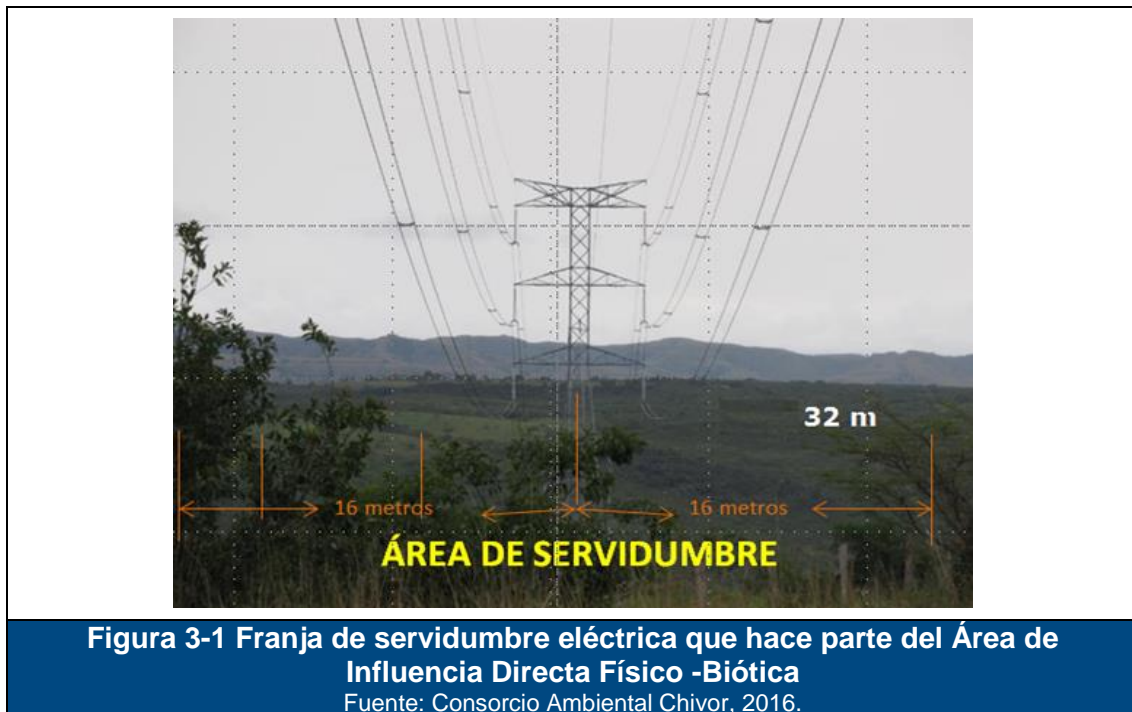 32 m
16 metros 16 metros
ÁREA DE SERVIDUMBRE
Figura 3-1 Franja de servidumbre eléctrica que hace parte del Área de
Influencia Directa Físico -Biótica
Fuente: Consorcio Ambiental Chivor, 2016.